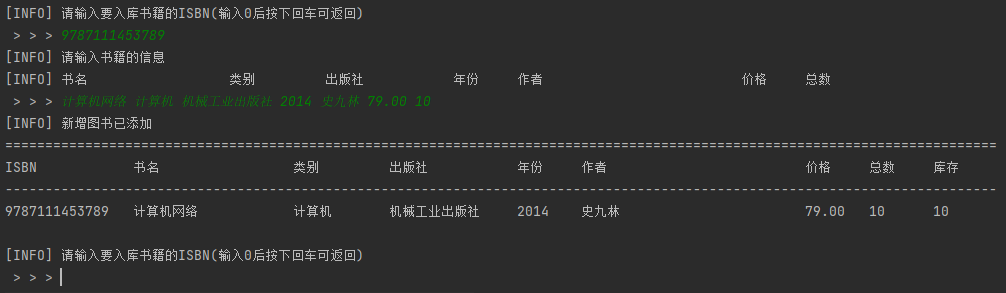 [INFO] 请输入要入库书籍的ISBN(输入0后按下回车可返回)
> > > 9787111453789
[INFO] 请输入书籍的信息
[INFO] 书名 类别 出版社 年份 作者 价格 总数
> > > 计算机网络 计算机 机械工业出版社 2014 史九林 79.00 10
[INFO] 新增图书已添加
ISBN 书名 类别 出版社 年份 作者 价格 总数 库存
9787111453789 计算机网络 计算机 机械工业出版社 2014 史九林 79.00 10 10
[INFO] 请输入要入库书籍的ISBN(输入0后按下回车可返回)
> > >